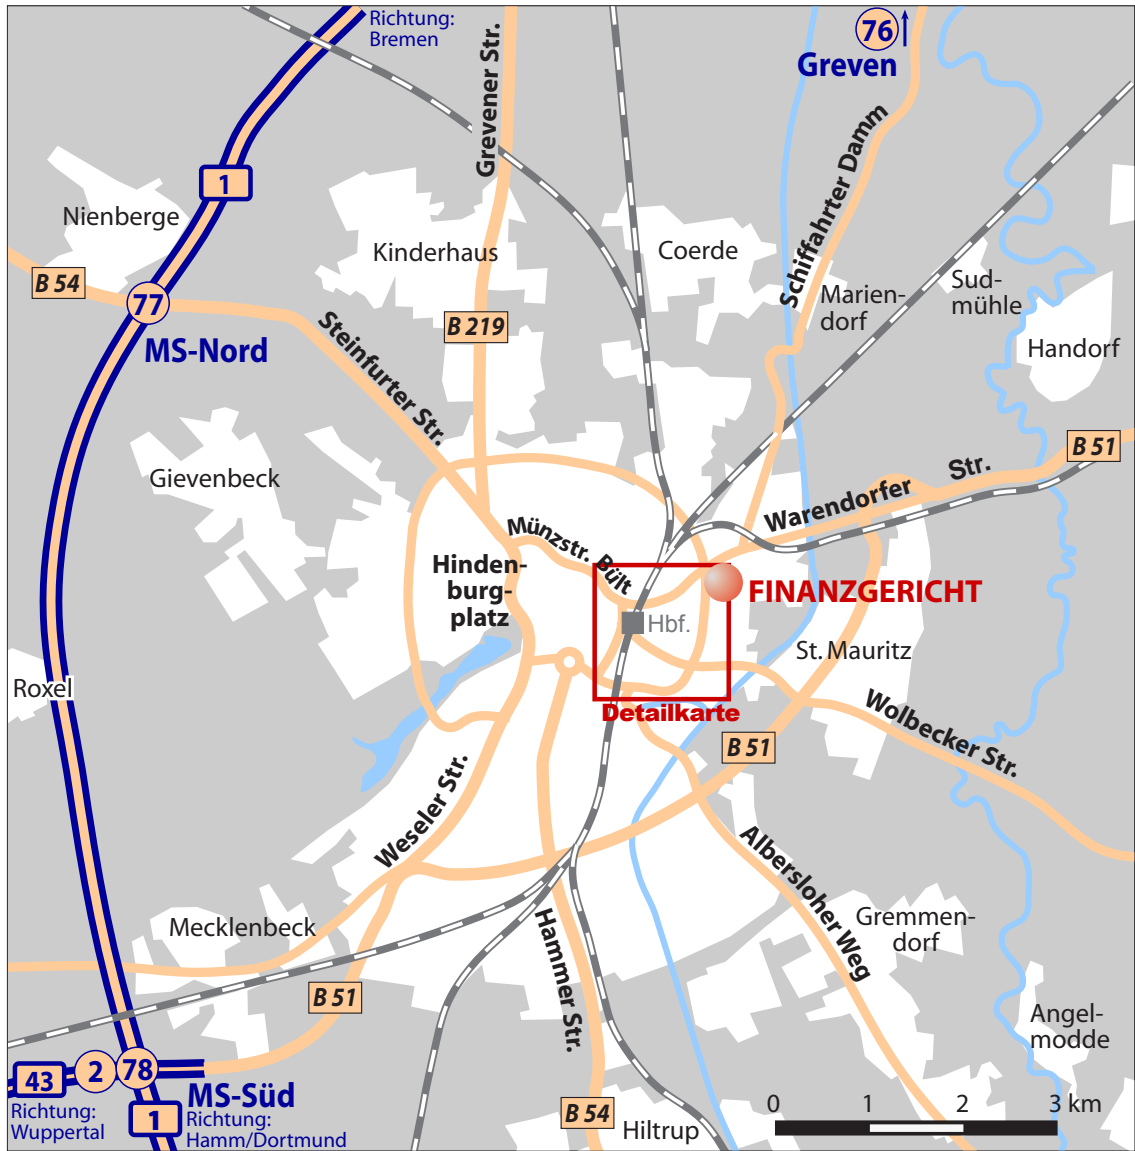 Richtung:
Bremen
76
Greven
Grevener Str.
Schiffahrter Damm
1
Nienberge
Kinderhaus
Coerde
B 54
77
MS-Nord
Steinfurter Str.
B 219
Marien-
dorf
Sud-
mühle
Handorf
Gievenbeck
B 51
Warendorfer Str.
Münzstr.
Bült
Hinden-
burg-
platz
FINANZGERICHT
Hbf.
St. Mauritz
Roxel
Detailkarte
Wolbecker Str.
B 51
Weseler Str.
Albersloher Weg
Mecklenbeck
Hammer Str.
Gremmen-
dorf
B 51
Angel-
modde
43
2
78
MS-Süd
Richtung:
Wuppertal
1
Richtung:
Hamm/Dortmund
B 54
Hiltrup
0 1 2 3 km